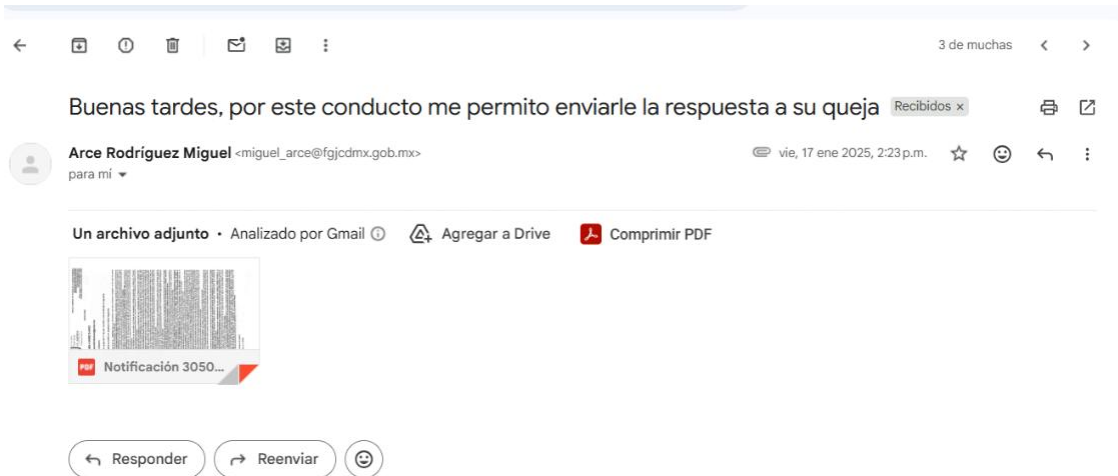 3 de muchas
Buenas tardes, por este conducto me permito enviarle la respuesta a su queja Recibidos ×
Arce Rodríguez Miguel <miguel_arce@fgjcdmx.gob.mx>
vie, 17 ene 2025, 2:23 p.m.
para mí
Un archivo adjunto • Analizado por Gmail
Agregar a Drive
Comprimir PDF
PDF Notificación 3050...
Responder
Reenviar